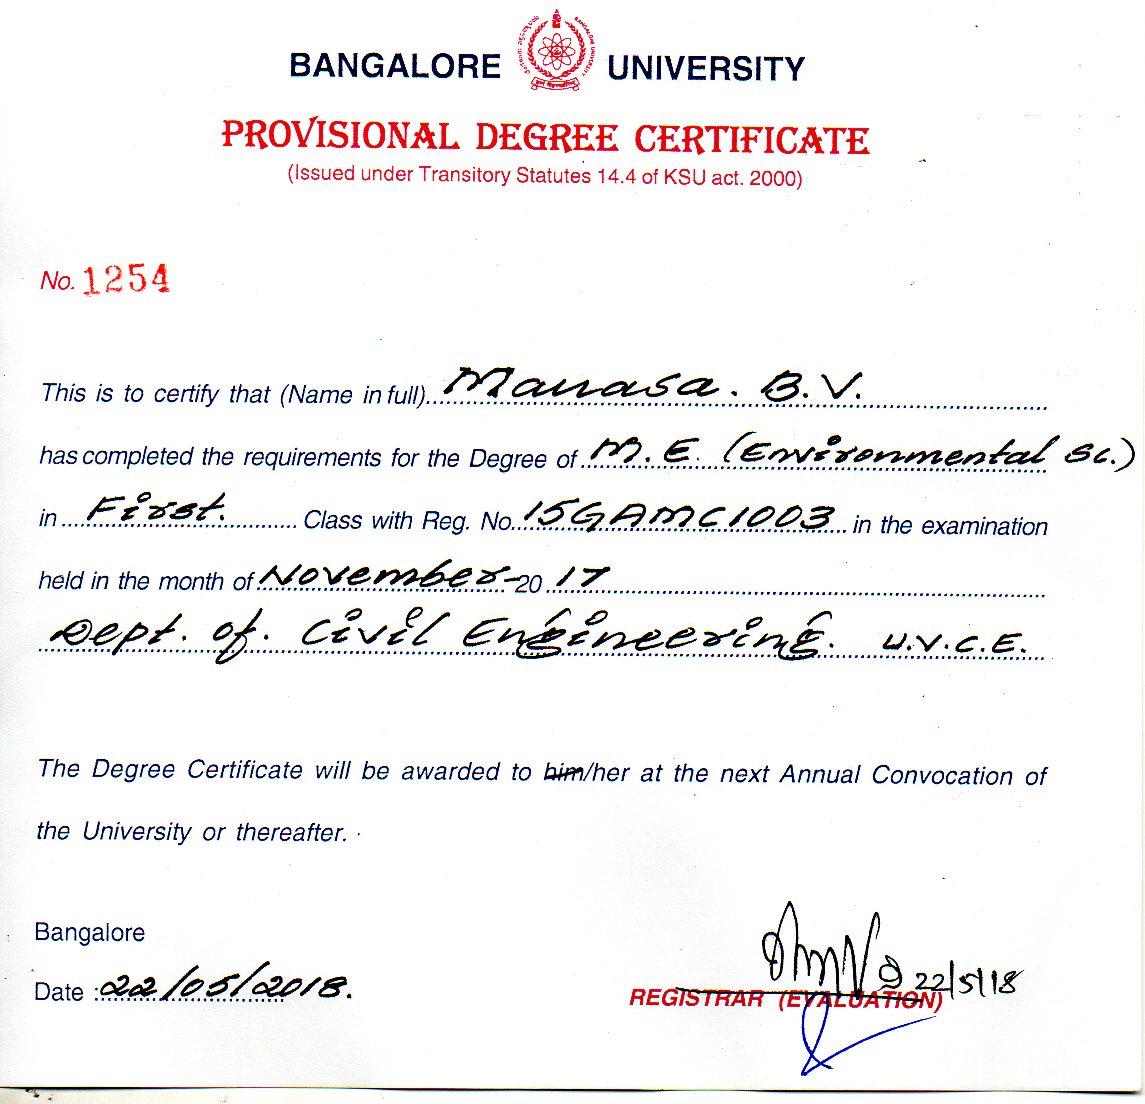 BANGALORE UNIVERSITY
PROVISIONAL DEGREE CERTIFICATE
(Issued under Transitory Statutes 14.4 of KSU act. 2000)
No. 1254
This is to certify that (Name in full)...Manasa. B.V.
has completed the requirements for the Degree of...M.E. (Environmental Sc.)
in...First...Class with Reg. No...15GAMC1003...in the examination
held in the month of...November-20...17
Dept. of. Civil Engineering. U.V.C.E.
The Degree Certificate will be awarded to him/her at the next Annual Convocation of
the University or thereafter.
Bangalore
Date :22/05/2018.
22/5/18
REGISTRAR (EVALUATION)